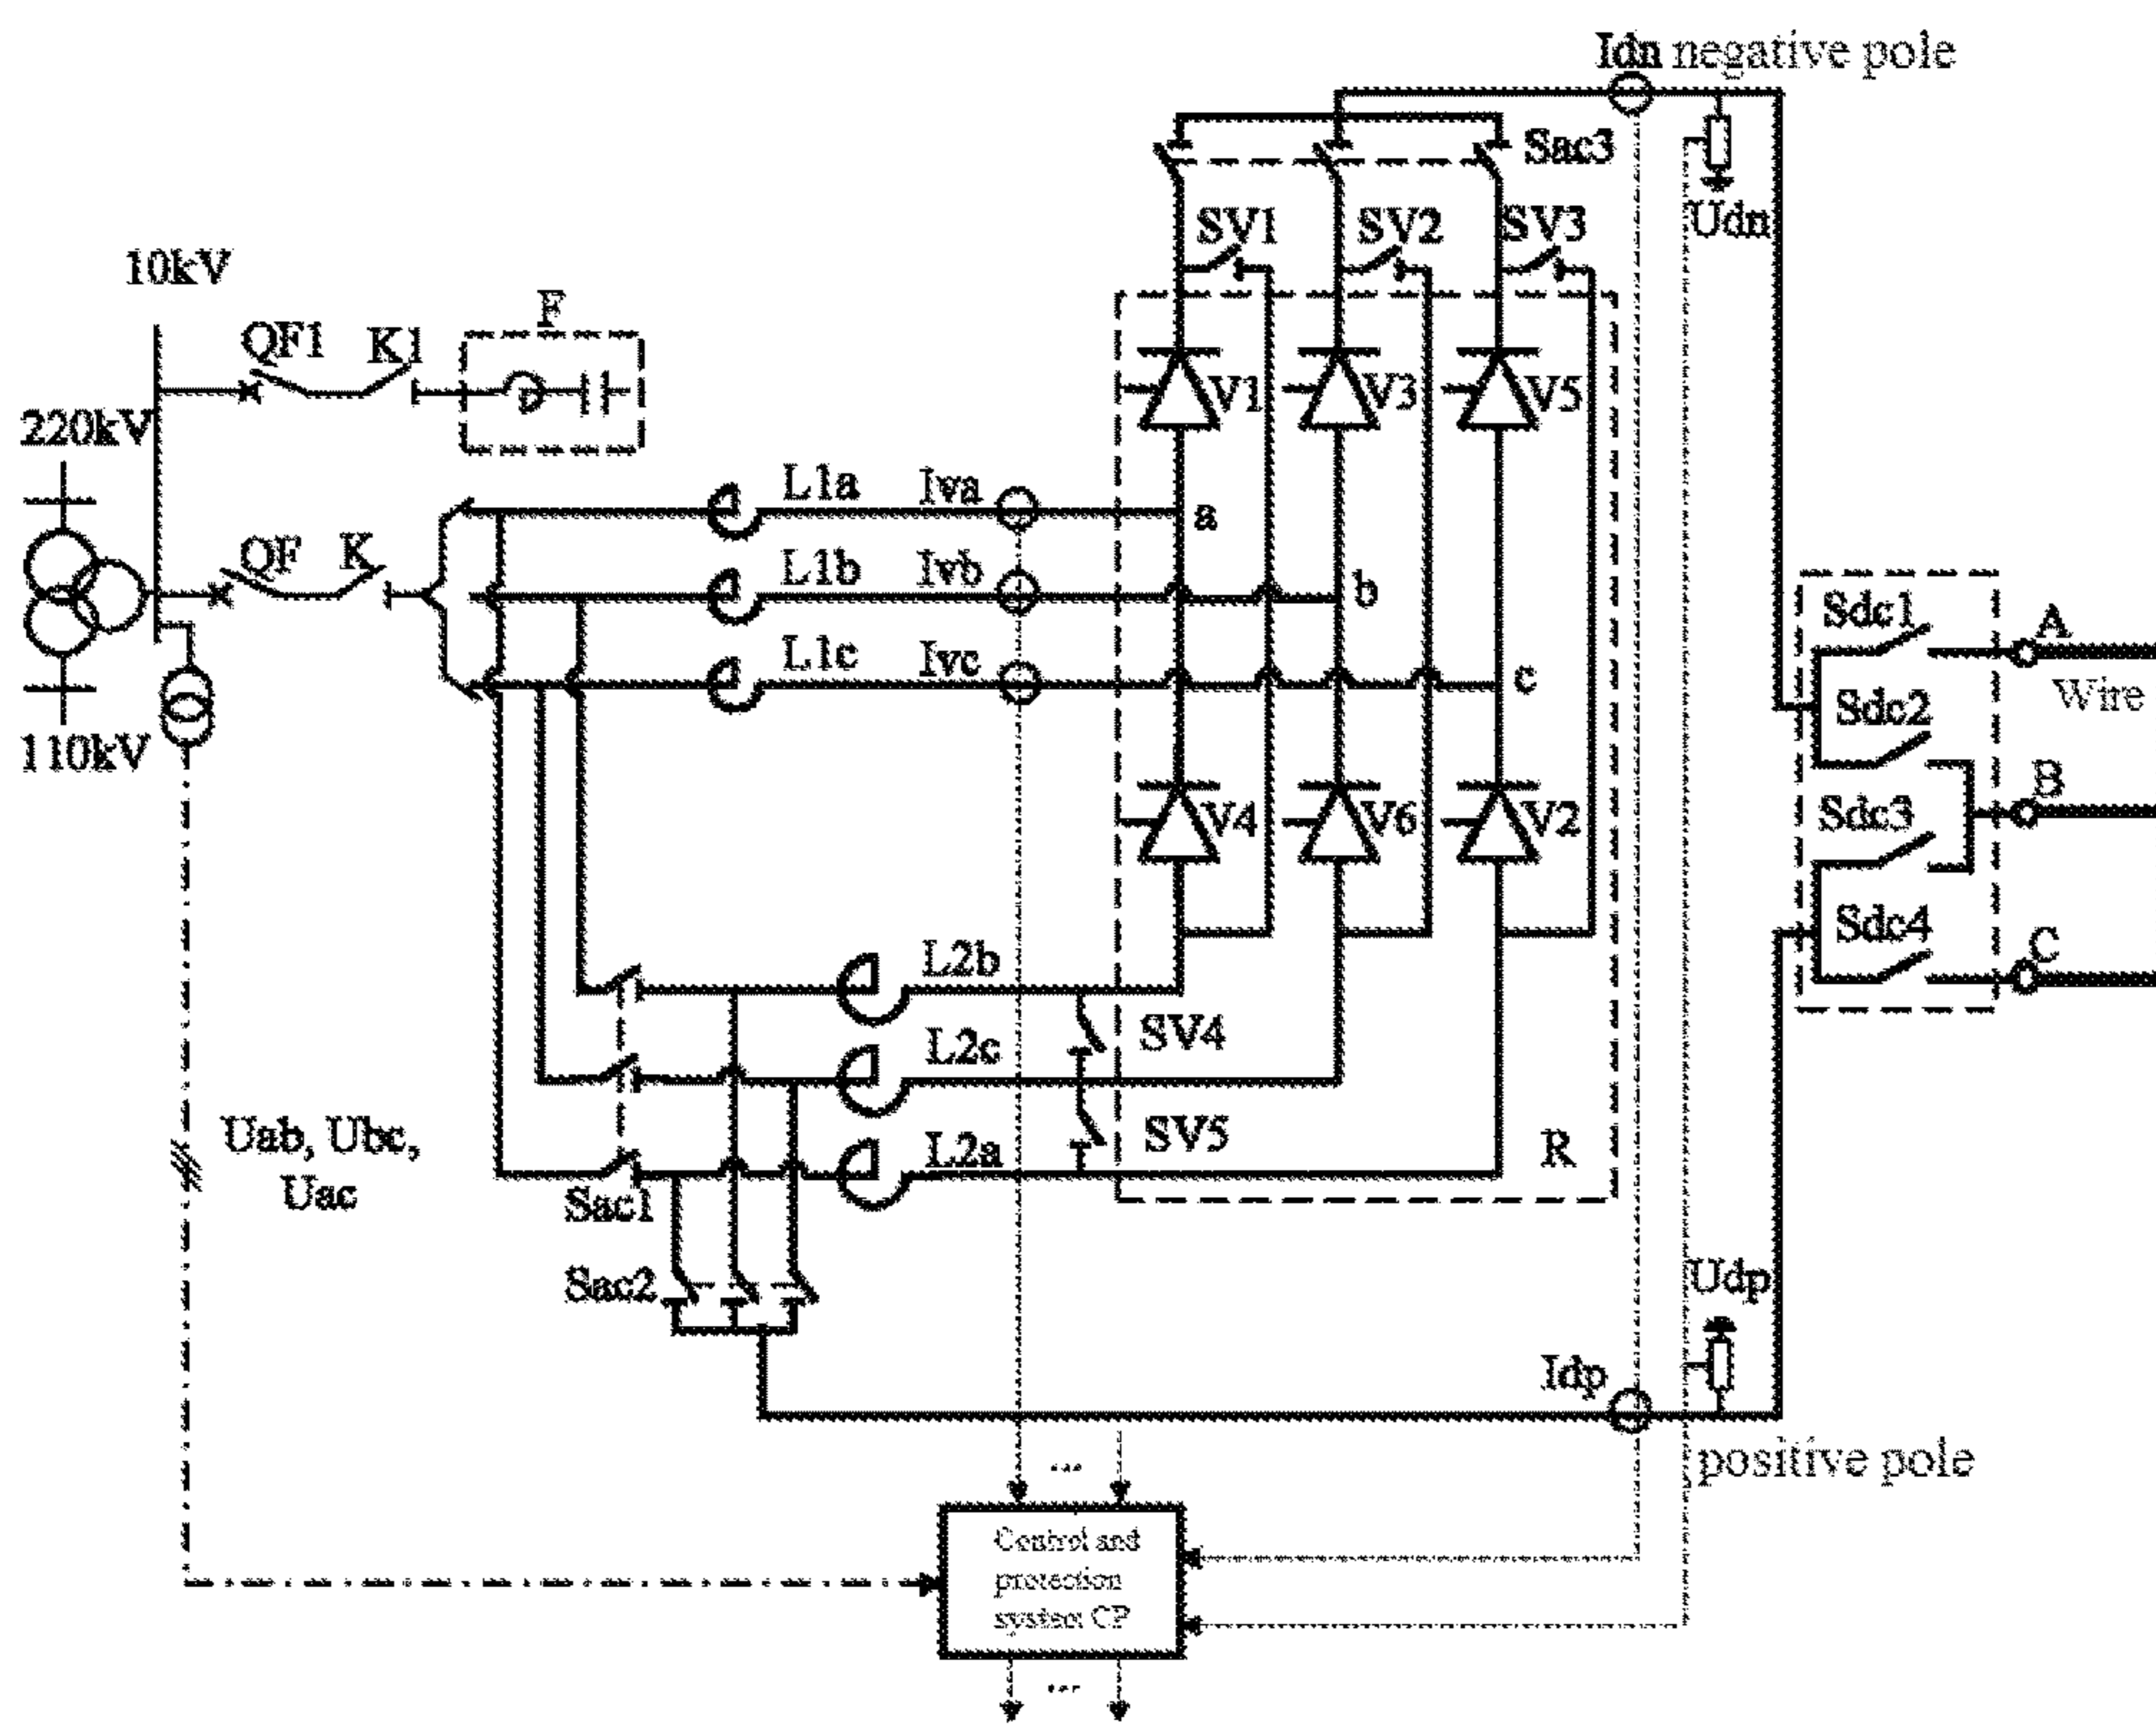 Idn negative pole
Sac3
SV1
SV2
SV3
Udn
10kV
F
QF1
K1
V1
V3
V5
220kV
L1a
Iva
a
QF
K
L1b
Ivb
b
Sdc1
A
L1c
Ivc
c
Wire
Sdc2
110kV
B
V4
V6
V2
Sdc3
Sdc4
C
L2b
SV4
L2c
Uab, Ubc,
Uac
SV5
L2a
R
Sac1
Sac2
Udp
Idp
positive pole
...
Control and
protection
system CP
...